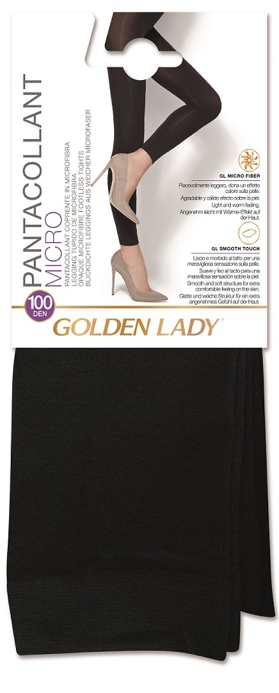 PANTACOLLANT
MICRO
PANTACOLLANT COPRENTE IN MICROFIBRA
LEGGING TUPIDO DE MICROFIBRA
OPAQUE MICROFIBRE FOOTLESS TIGHTS
BLICKDICHTE LEGGINGS AUS WEICHER MICROFASER
100
DEN
GL MICRO FIBER
Piacevolmente leggero, dona un effetto
calore sulla pelle.
Agradable y cálido efecto sobre la piel.
Light and warm feeling.
Angenehm leicht mit Wärme-Effekt auf
der Haut.
GL SMOOTH TOUCH
Liscio e morbido al tatto per una
meravigliosa sensazione sulla pelle.
Suave y liso al tacto para una
maravillosa sensación sobre la piel.
Smooth and soft structure for extra
comfortable feeling on the skin.
Glatte und weiche Struktur für ein extra
angenehmes Gefühl auf der Haut.
GOLDEN LADY